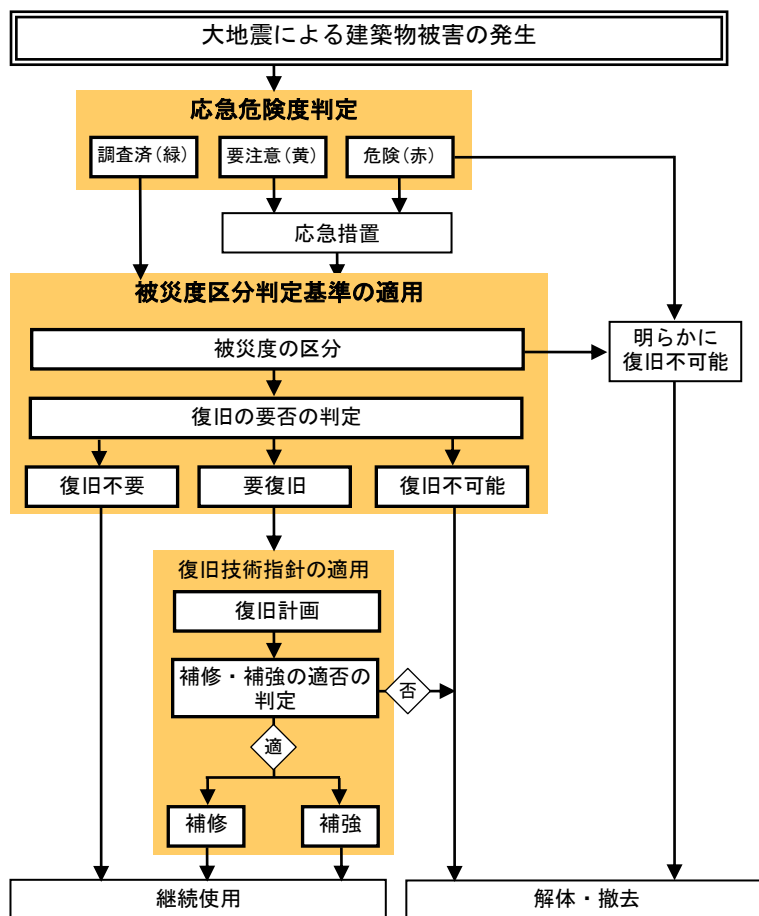 大地震による建築物被害の発生
応急危険度判定
調査済(緑)
要注意(黄)
危険(赤)
応急措置
被災度区分判定基準の適用
被災度の区分
明らかに
復旧不可能
復旧の要否の判定
復旧不要
要復旧
復旧不可能
復旧技術指針の適用
復旧計画
補修・補強の適否の
判定
否
適
補修
補強
継続使用
解体・撤去